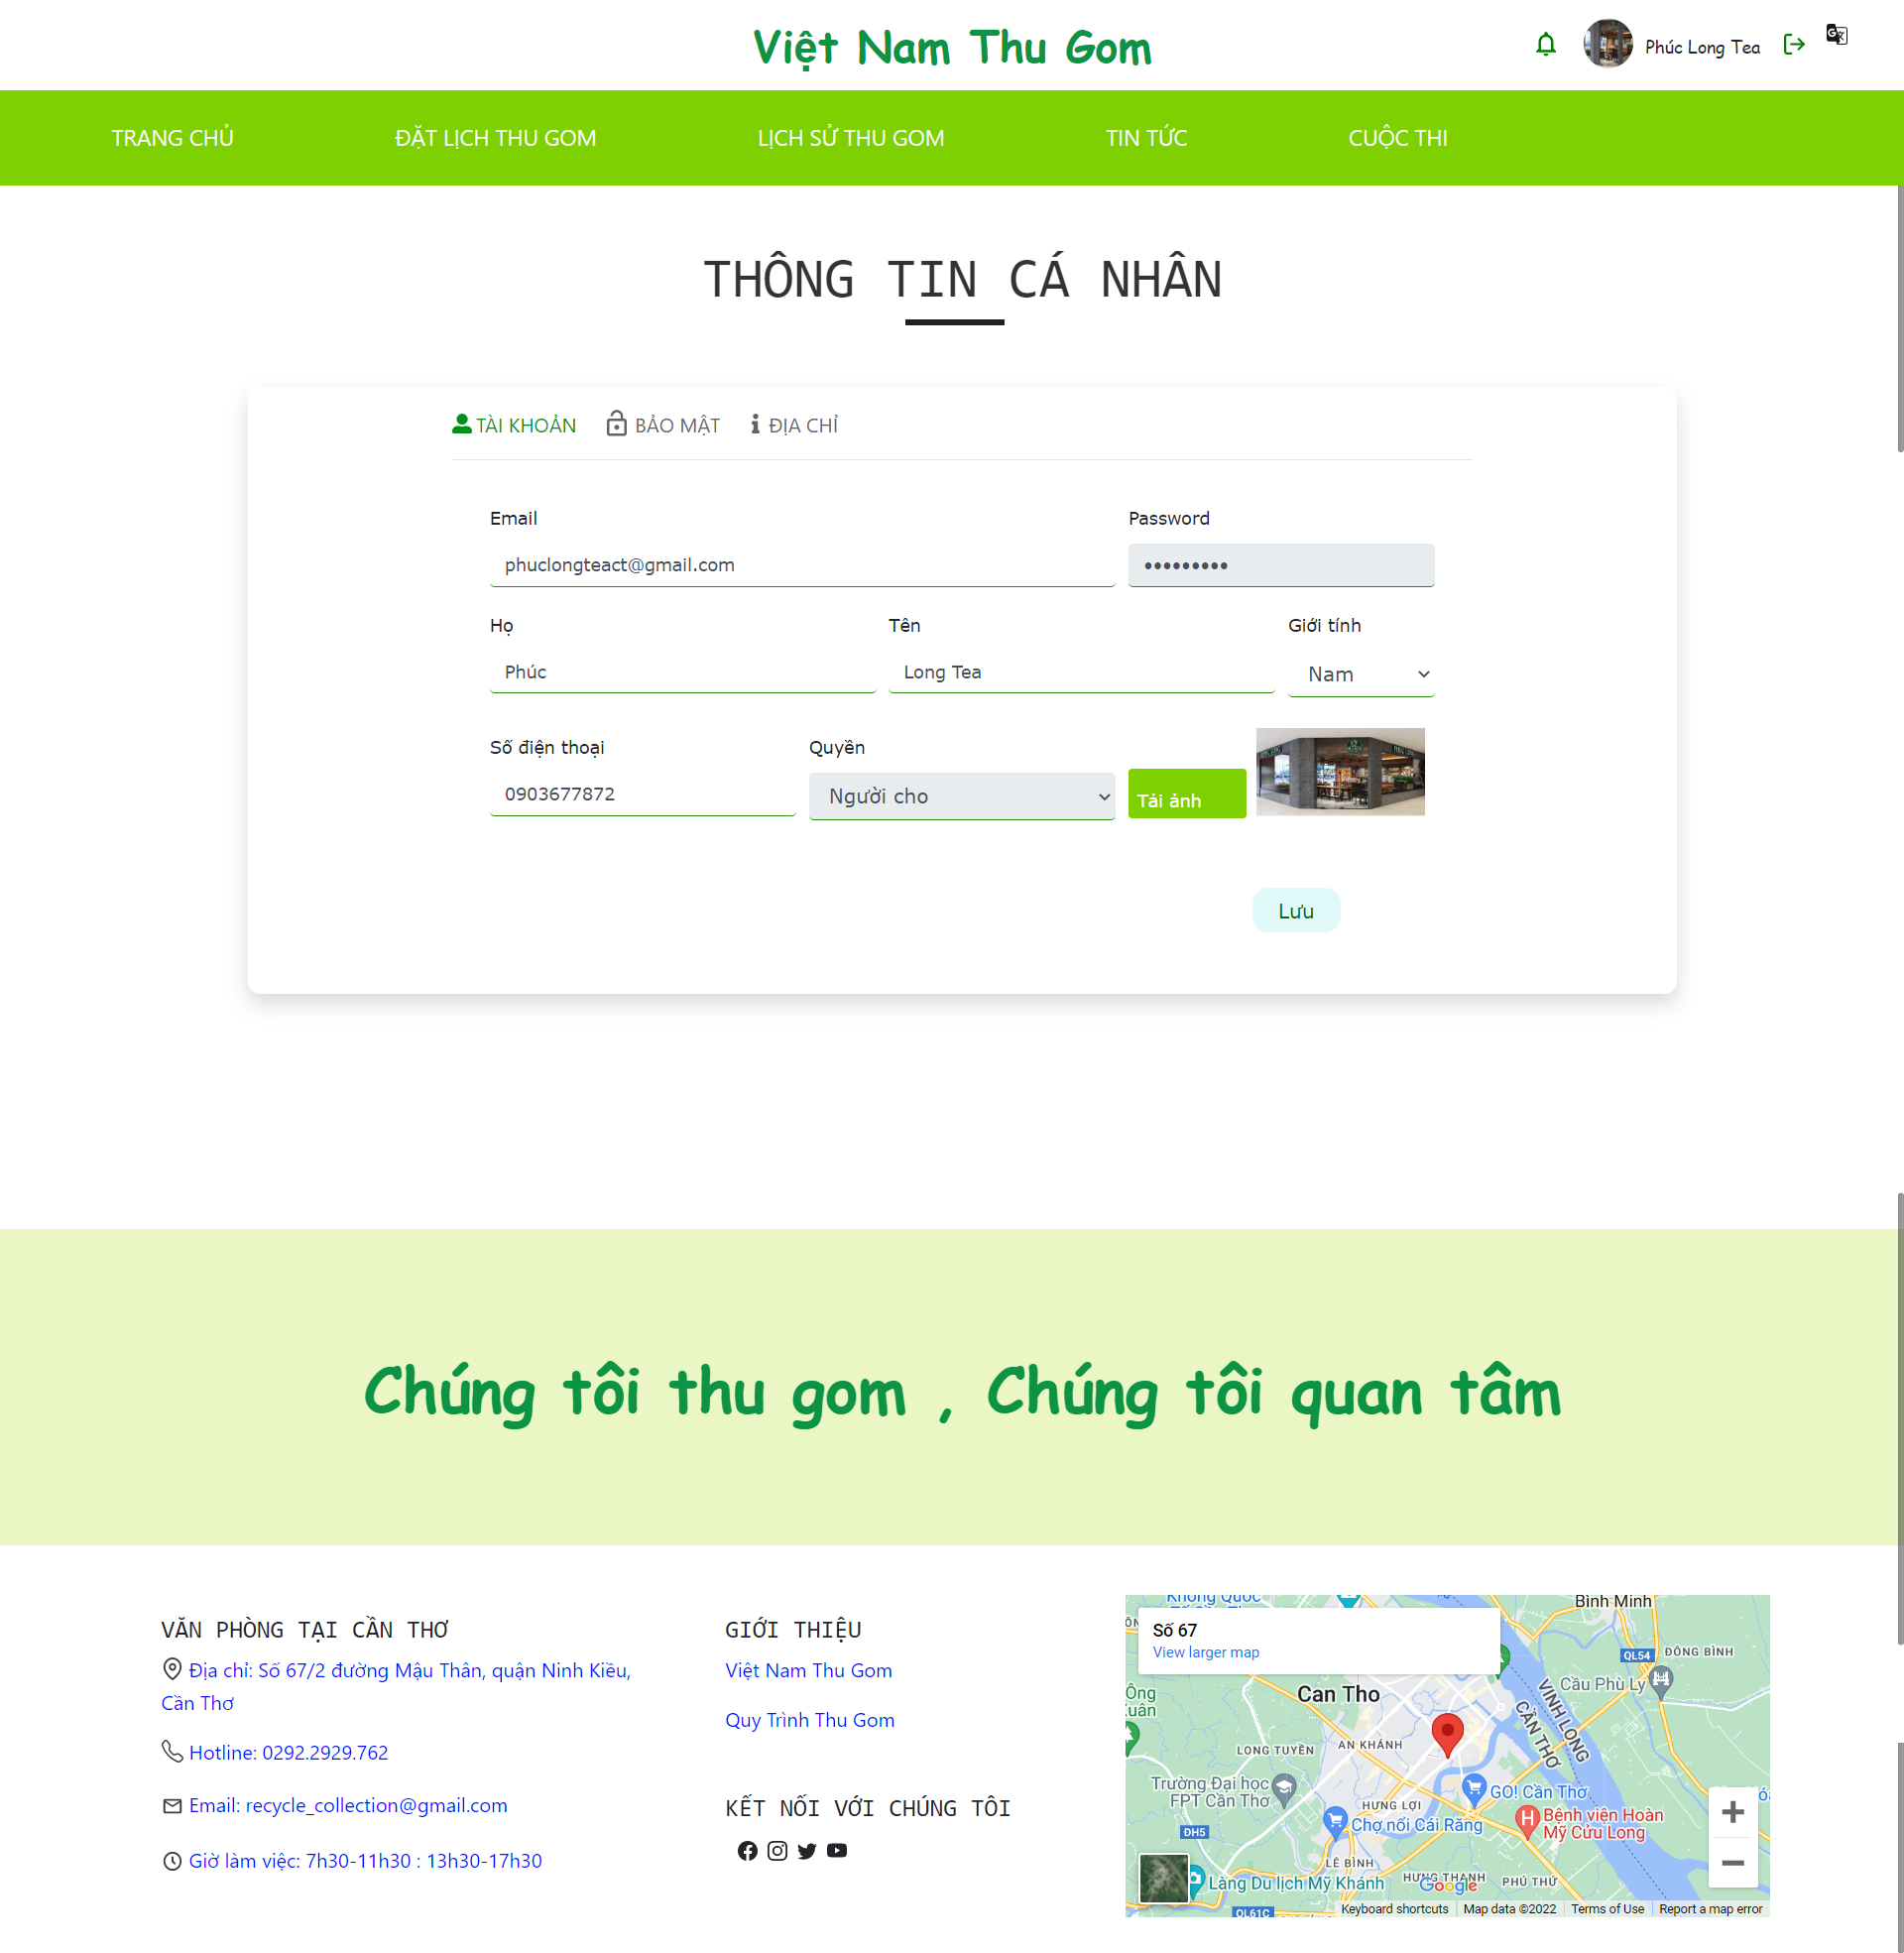 Việt Nam Thu Gom
Phúc Long Tea
TRANG CHỦ
ĐẶT LỊCH THU GOM
LỊCH SỬ THU GOM
TIN TỨC
CUỘC THI
THÔNG TIN CÁ NHÂN
TÀI KHOẢN
BẢO MẬT
ĐỊA CHỈ
Email
Password
phuclongteact@gmail.com
•••••••••
Họ
Tên
Giới tính
Phúc
Long Tea
Nam
Số điện thoại
Quyền
0903677872
Người cho
Tải ảnh
Lưu
Chúng tôi thu gom , Chúng tôi quan tâm
VĂN PHÒNG TẠI CẦN THƠ
Địa chỉ: Số 67/2 đường Mậu Thân, quận Ninh Kiều,
Cần Thơ
Hotline: 0292.2929.762
Email: recycle_collection@gmail.com
Giờ làm việc: 7h30-11h30 : 13h30-17h30
GIỚI THIỆU
Việt Nam Thu Gom
Quy Trình Thu Gom
KẾT NỐI VỚI CHÚNG TÔI
Số 67
View larger map
Bình Minh
QL54
ĐÔNG BÌNH
Cầu Phù Ly
Can Tho
VINH LONG
CẦN THƠ
AN KHÁNH
LONG TUYỀN
Trường Đại học
FPT Cần Thơ
GO! Cần Thơ
HƯNG LỢI
Bệnh viện Hoàn
Mỹ Cửu Long
Chợ nổi Cái Răng
ĐH5
LÊ BÌNH
HƯNG THẠNH
PHÚ THỨ
Làng Du lịch Mỹ Khánh
Google
QL61C
Keyboard shortcuts
Map data ©2022
Terms of Use
Report a map error